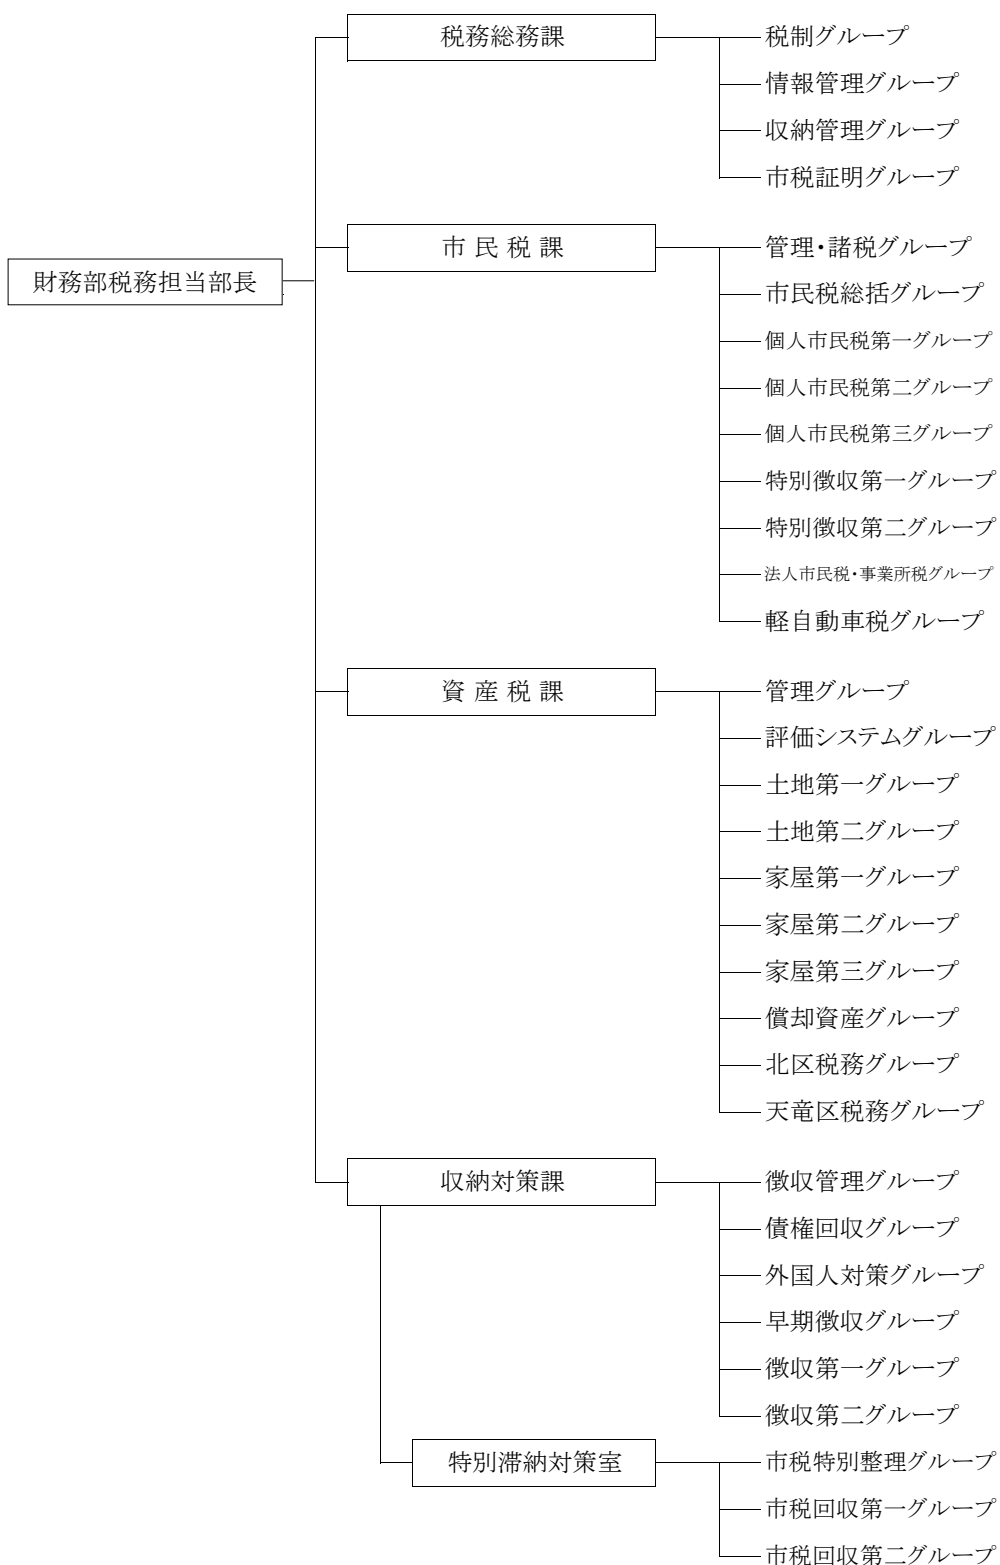 財務部税務担当部長
税務総務課
税制グループ
情報管理グループ
収納管理グループ
市税証明グループ
市民税課
管理・諸税グループ
市民税総括グループ
個人市民税第一グループ
個人市民税第二グループ
個人市民税第三グループ
特別徴収第一グループ
特別徴収第二グループ
法人市民税・事業所税グループ
軽自動車税グループ
資産税課
管理グループ
評価システムグループ
土地第一グループ
土地第二グループ
家屋第一グループ
家屋第二グループ
家屋第三グループ
償却資産グループ
北区税務グループ
天竜区税務グループ
収納対策課
徴収管理グループ
債権回収グループ
外国人対策グループ
早期徴収グループ
徴収第一グループ
徴収第二グループ
特別滞納対策室
市税特別整理グループ
市税回収第一グループ
市税回収第二グループ